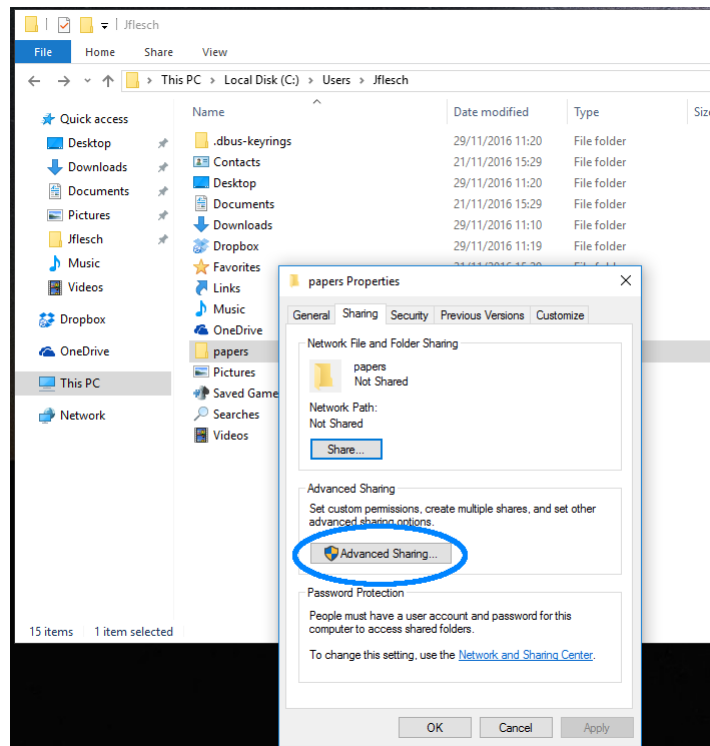 Jflesch
File Home Share View
This PC > Local Disk (C:) > Users > Jflesch
Quick access
Desktop
Downloads
Documents
Pictures
Jflesch
Music
Videos
Dropbox
OneDrive
This PC
Network
Name Date modified Type
.dbus-keyrings 29/11/2016 11:20 File folder
Contacts 21/11/2016 15:29 File folder
Desktop 29/11/2016 11:20 File folder
Documents 21/11/2016 15:29 File folder
Downloads 29/11/2016 11:10 File folder
Dropbox 29/11/2016 11:19 File folder
Favorites
Links
Music
OneDrive
papers
Pictures
Saved Game
Searches
Videos
15 items 1 item selected
papers Properties
General Sharing Security Previous Versions Customize
Network File and Folder Sharing
papers
Not Shared
Network Path:
Not Shared
Share...
Advanced Sharing
Set custom permissions, create multiple shares, and set other
advanced sharing options.
Advanced Sharing...
Password Protection
People must have a user account and password for this
computer to access shared folders.
To change this setting, use the Network and Sharing Center.
OK Cancel Apply